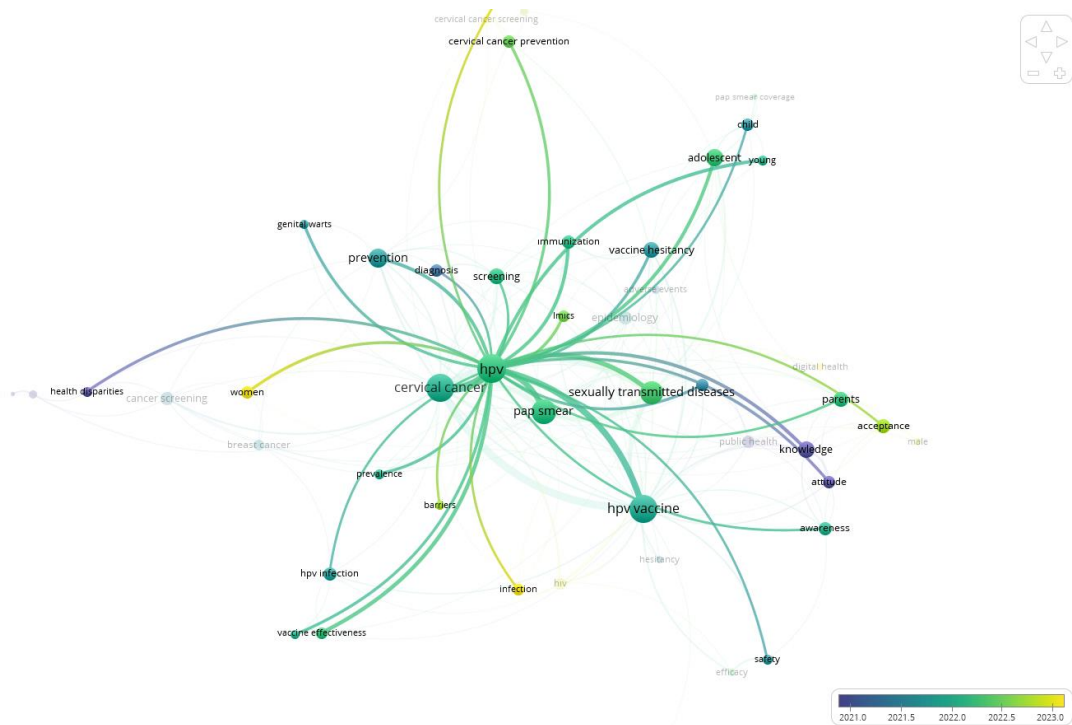 cervical cancer screening
cervical cancer prevention
pap smear coverage
child
adolescent
young
genital warts
immunization
vaccine hesitancy
prevention
diagnosis
screening
adverse events
lmics
epidemiology
hpv
digital health
cervical cancer
sexually transmitted diseases
health disparities
women
cancer screening
parents
pap smear
acceptance
breast cancer
public health
male
knowledge
prevalence
attitude
barriers
hpv vaccine
awareness
hesitancy
hpv infection
infection
hiv
vaccine effectiveness
safety
efficacy
2021.0 2021.5 2022.0 2022.5 2023.0